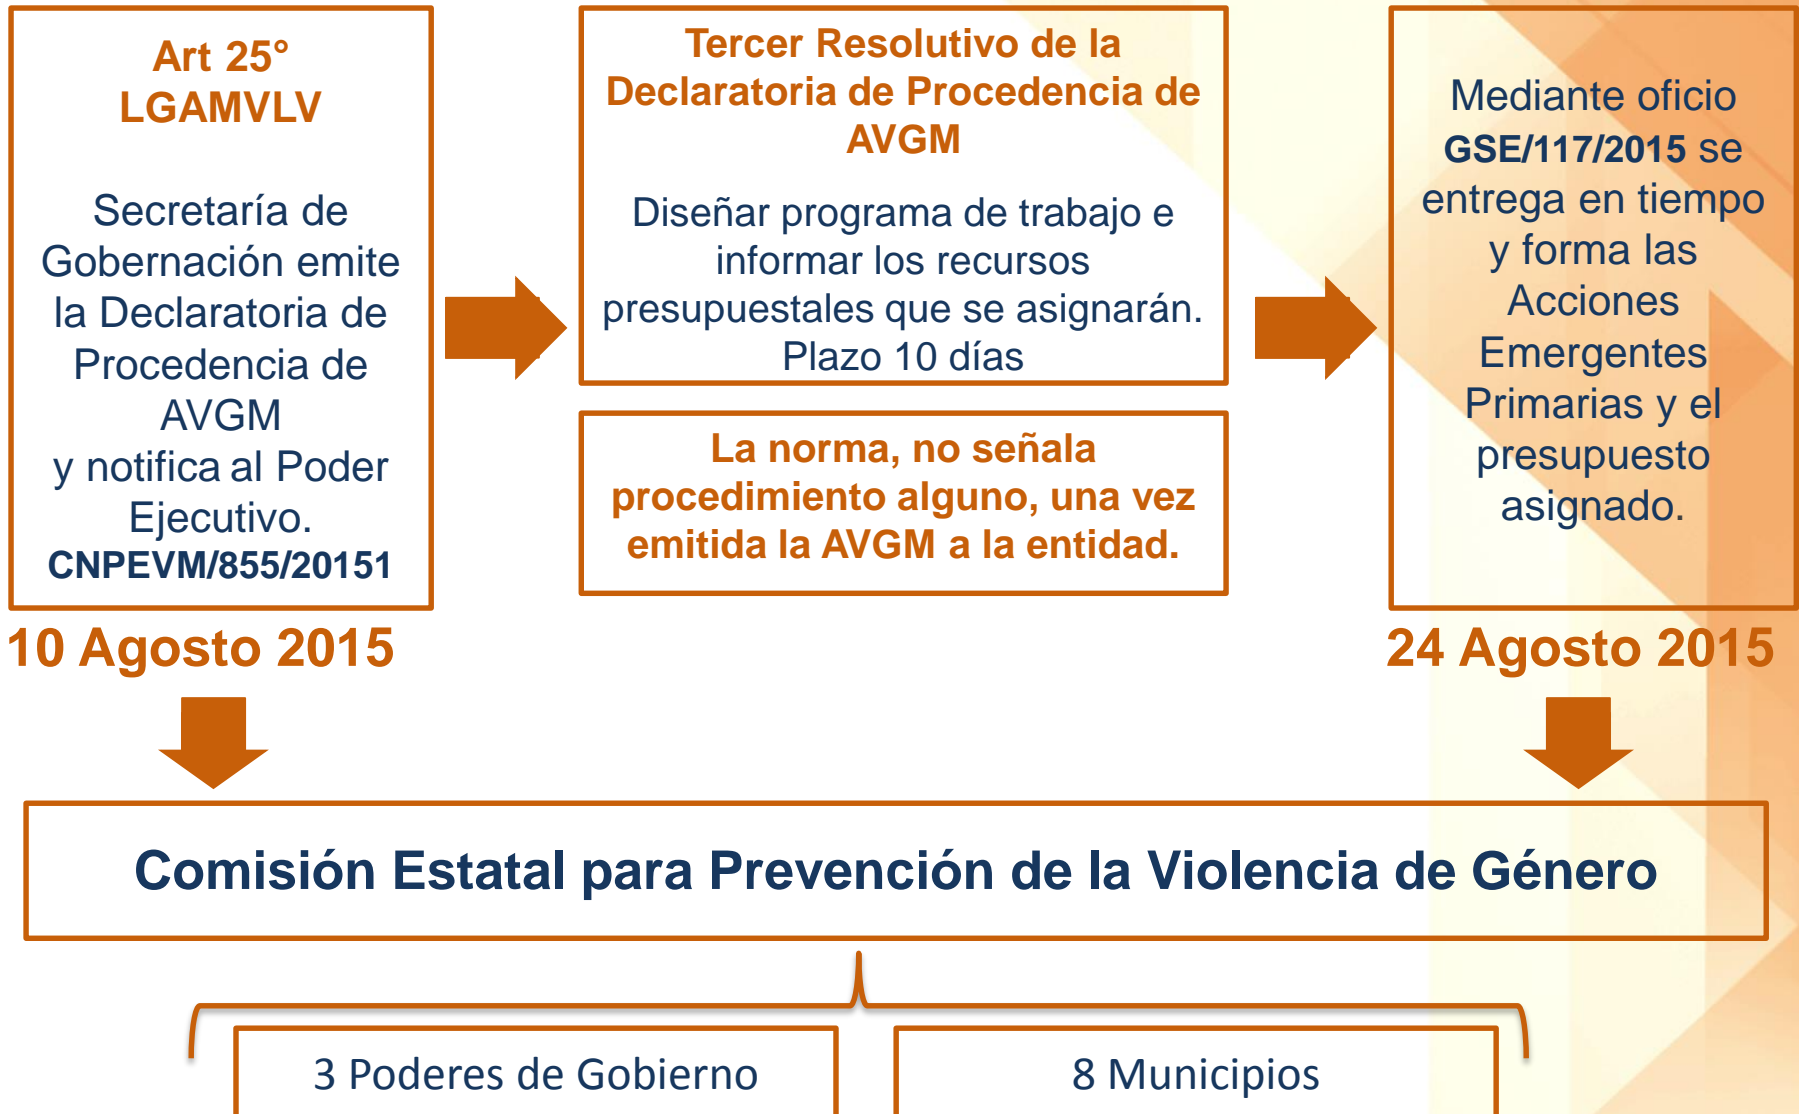 Art 25°
LGAMVLV
Secretaría de
Gobernación emite
la Declaratoria de
Procedencia de
AVGM
y notifica al Poder
Ejecutivo.
CNPEVM/855/20151
10 Agosto 2015
Tercer Resolutivo de la
Declaratoria de Procedencia de
AVGM
Diseñar programa de trabajo e
informar los recursos
presupuestales que se asignarán.
Plazo 10 días
La norma, no señala
procedimiento alguno, una vez
emitida la AVGM a la entidad.
Mediante oficio
GSE/117/2015 se
entrega en tiempo
y forma las
Acciones
Emergentes
Primarias y el
presupuesto
asignado.
24 Agosto 2015
Comisión Estatal para Prevención de la Violencia de Género
3 Poderes de Gobierno
8 Municipios